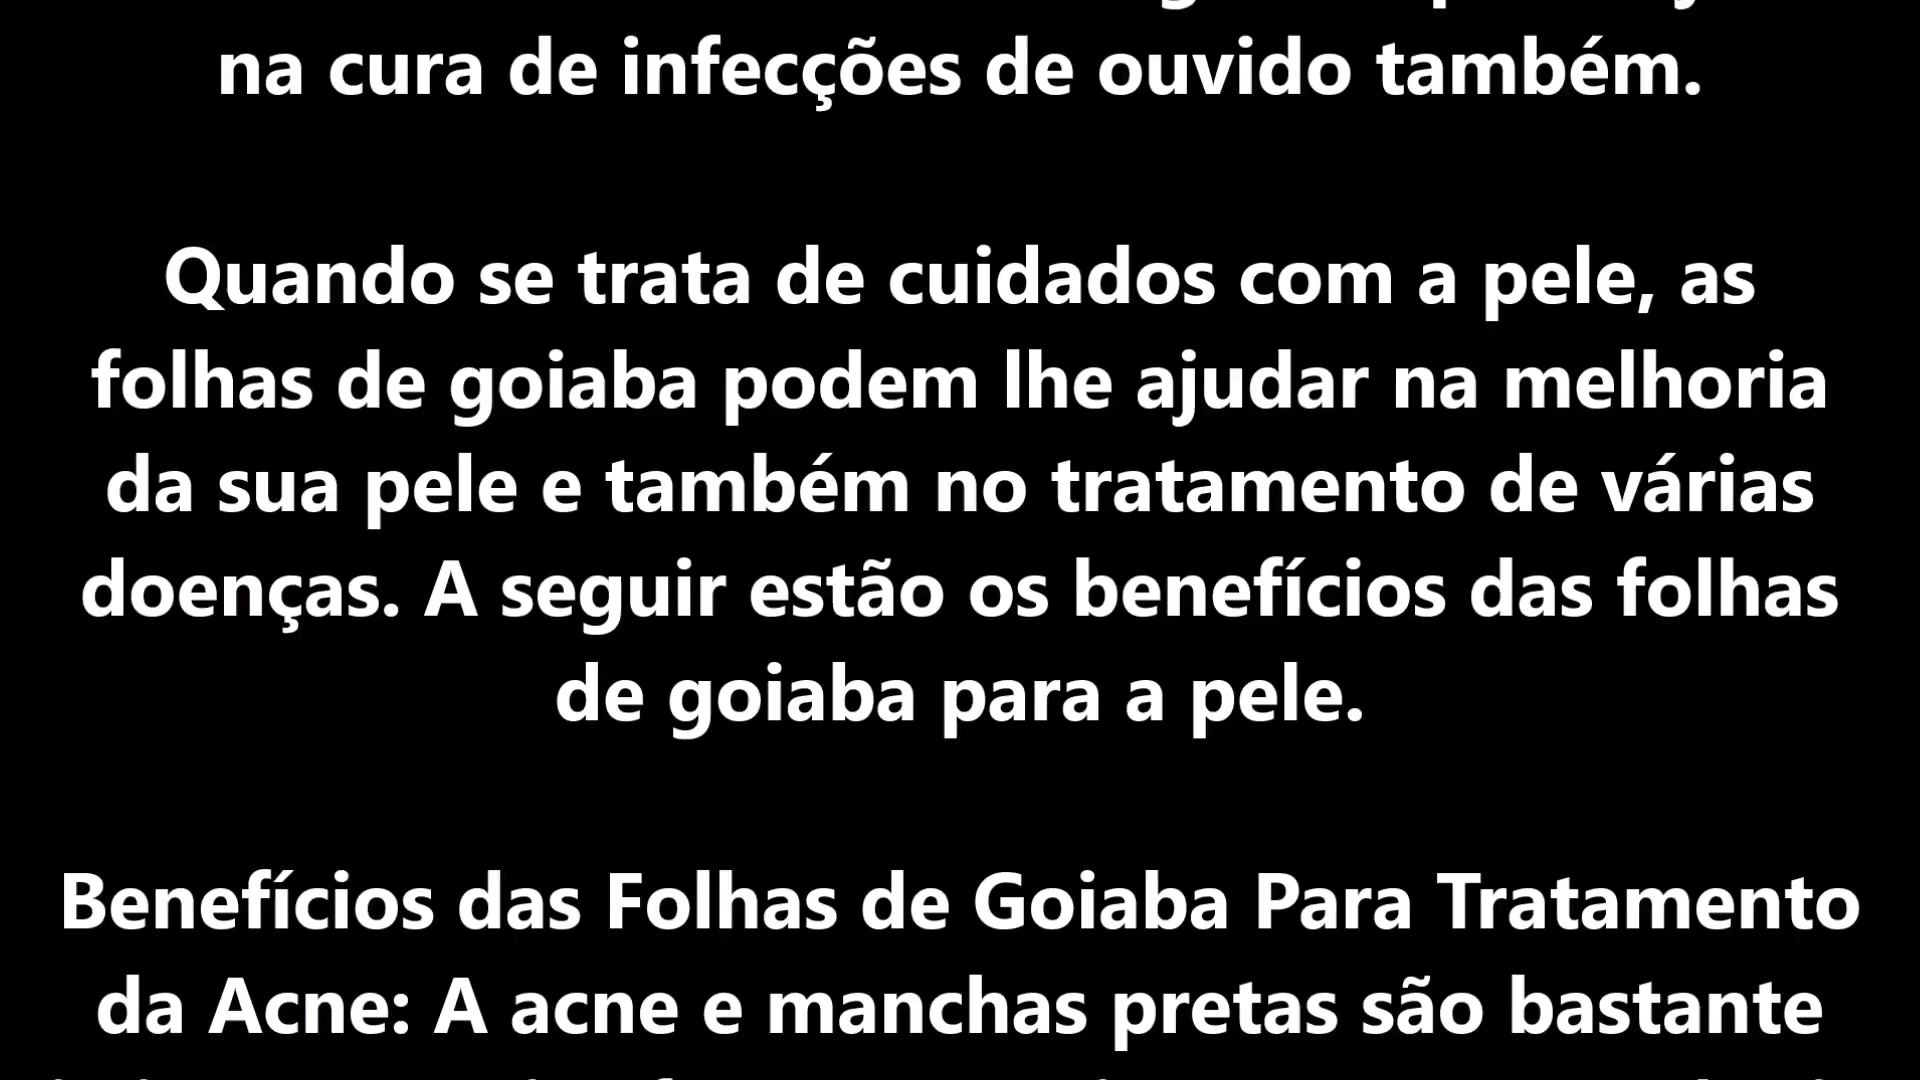 na cura de infecções de ouvido também.
Quando se trata de cuidados com a pele, as
folhas de goiaba podem lhe ajudar na melhoria
da sua pele e também no tratamento de várias
doenças. A seguir estão os benefícios das folhas
de goiaba para a pele.
Benefícios das Folhas de Goiaba Para Tratamento
da Acne: A acne e manchas pretas são bastante